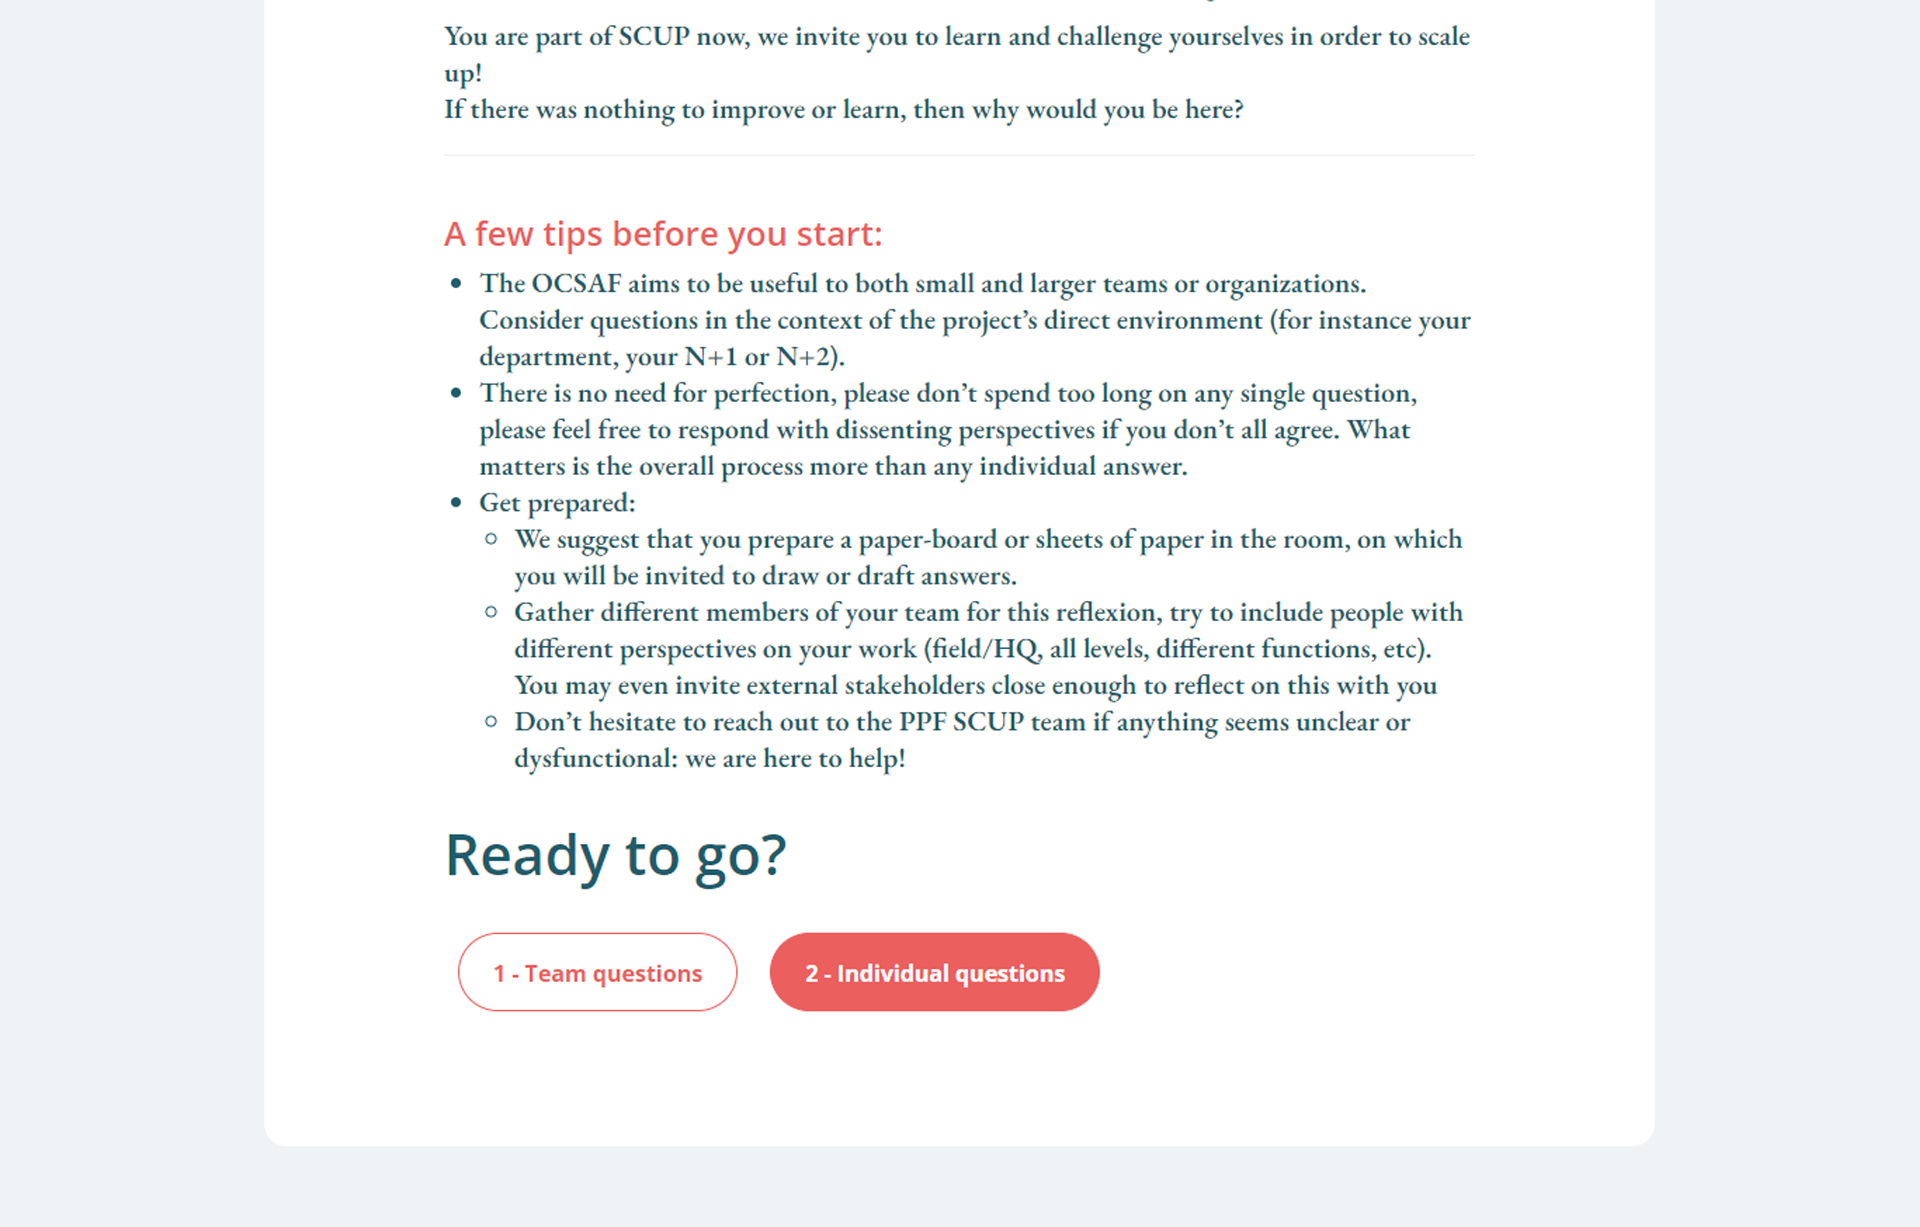 You are part of SCUP now, we invite you to learn and challenge yourselves in order to scale
up!
If there was nothing to improve or learn, then why would you be here?
A few tips before you start:
The OCSAF aims to be useful to both small and larger teams or organizations.
Consider questions in the context of the project’s direct environment (for instance your
department, your N+1 or N+2).
There is no need for perfection, please don’t spend too long on any single question,
please feel free to respond with dissenting perspectives if you don’t all agree. What
matters is the overall process more than any individual answer.
Get prepared:
We suggest that you prepare a paper-board or sheets of paper in the room, on which
you will be invited to draw or draft answers.
Gather different members of your team for this reflexion, try to include people with
different perspectives on your work (field/HQ, all levels, different functions, etc).
You may even invite external stakeholders close enough to reflect on this with you
Don’t hesitate to reach out to the PPF SCUP team if anything seems unclear or
dysfunctional: we are here to help!
Ready to go?
1 - Team questions
2 - Individual questions